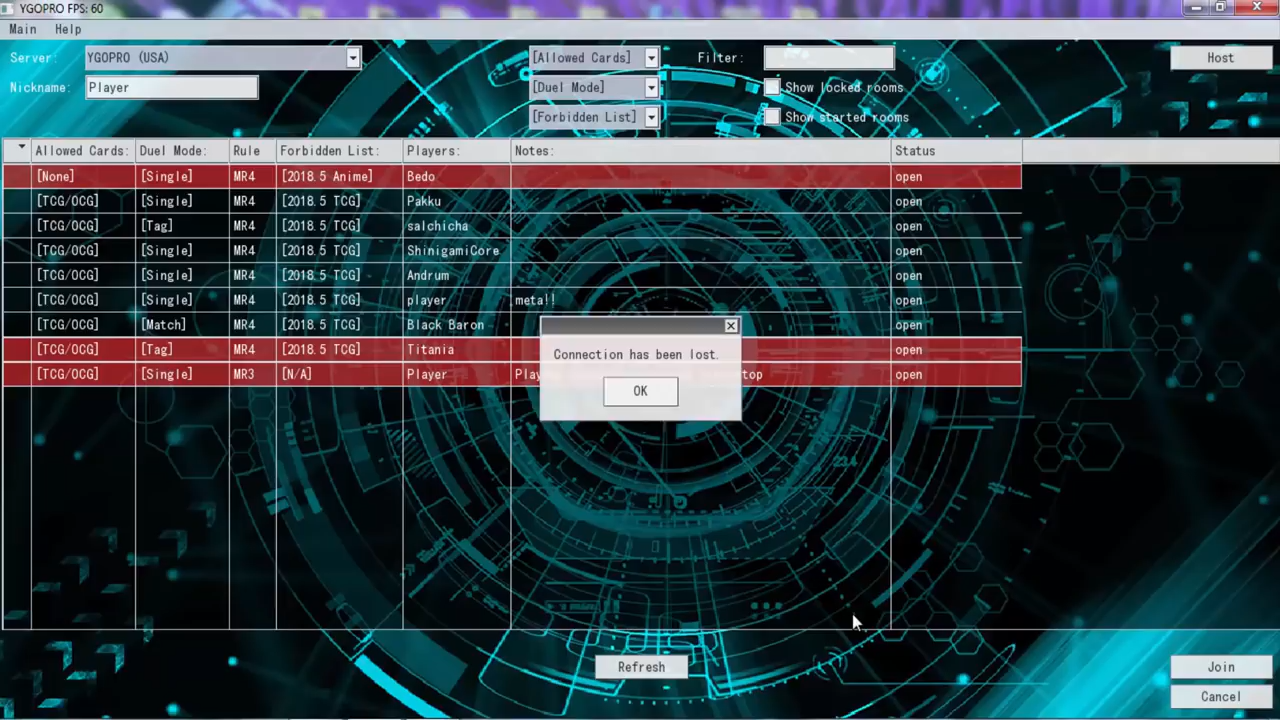 YGOPRO FPS: 60
Main Help
Server: YGOPRO (USA) [Allowed Cards] Filter: Host
Nickname: Player [Duel Mode] Show locked rooms
[Forbidden List] Show started rooms
Allowed Cards: Duel Mode: Rule Forbidden List: Players: Notes: Status
[None] [Single] MR4 [2018.5 Anime] Bedo open
[TCG/OCG] [Single] MR4 [2018.5 TCG] Pakku open
[TCG/OCG] [Tag] MR4 [2018.5 TCG] salchicha open
[TCG/OCG] [Single] MR4 [2018.5 TCG] ShinigamiCore open
[TCG/OCG] [Single] MR4 [2018.5 TCG] Andrum open
[TCG/OCG] [Single] MR4 [2018.5 TCG] player meta!! open
[TCG/OCG] [Match] MR4 [2018.5 TCG] Black Baron open
[TCG/OCG] [Tag] MR4 [2018.5 TCG] Titania open
[TCG/OCG] [Single] MR3 [N/A] Player open
Connection has been lost.
OK
234
Refresh
Join
Cancel